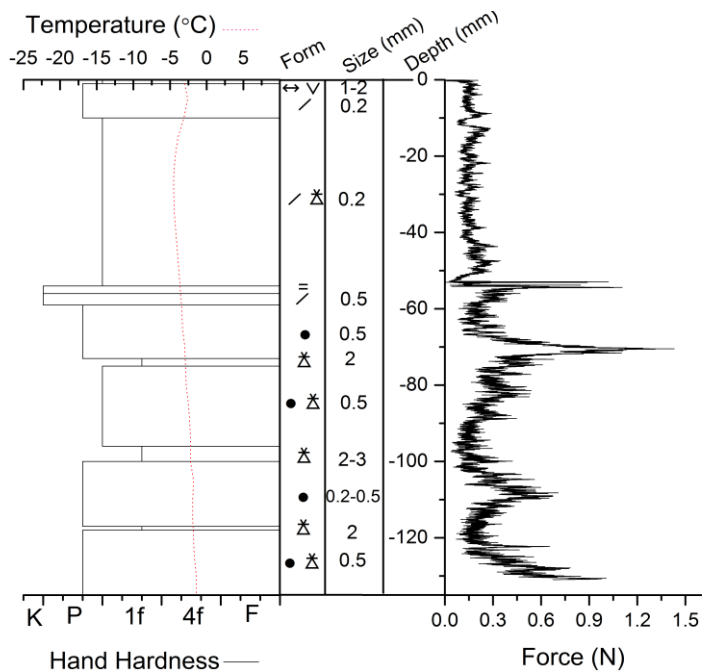 Temperature (°C)
Form
Size (mm)
Depth (mm)
-25 -20 -15 -10 -5 0 5
0
↔ V 1-2
/ 0.2
-20
/ 0.2
-40
=
/ 0.5
-60
● 0.5
2
-80
● 0.5
2-3
-100
● 0.2-0.5
2
-120
● 0.5
K P 1f 4f F
0.0 0.3 0.6 0.9 1.2 1.5
Hand Hardness
Force (N)